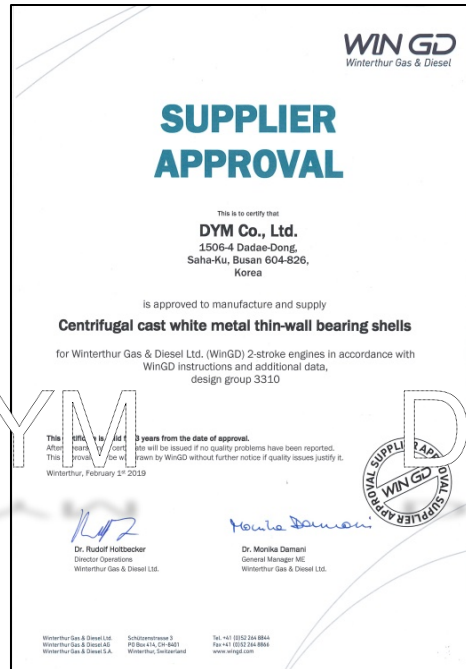 WIN GD
Winterthur Gas & Diesel
SUPPLIER
APPROVAL
This is to certify that
DYM Co., Ltd.
1506-4 Dadae-Dong,
Saha-Ku, Busan 604-826,
Korea
is approved to manufacture and supply
Centrifugal cast white metal thin-wall bearing shells
for Winterthur Gas & Diesel Ltd. (WinGD) 2-stroke engines in accordance with
WinGD instructions and additional data,
design group 3310
This is valid 3 years from the date of approval.
After will be issued if no quality problems have been reported.
This be by WinGD without further notice if quality issues justify it.
Winterthur, February 1st 2019
YM
D
SUPPLIER APPROVAL
WIN GD
SUPPLIER APPROVAL
Monika Damani
Dr. Rudolf Holtbecker
Director Operations
Winterthur Gas & Diesel Ltd.
Dr. Monika Damani
General Manager ME
Winterthur Gas & Diesel Ltd.
Winterthur Gas & Diesel Ltd.
Winterthur Gas & Diesel AG
Winterthur Gas & Diesel S.A.
Schützenstrasse 3
PO Box 414, CH-8401
Winterthur, Switzerland
Tel. +41 (0)52 264 8844
Fax +41 (0)52 264 8866
www.wingd.com